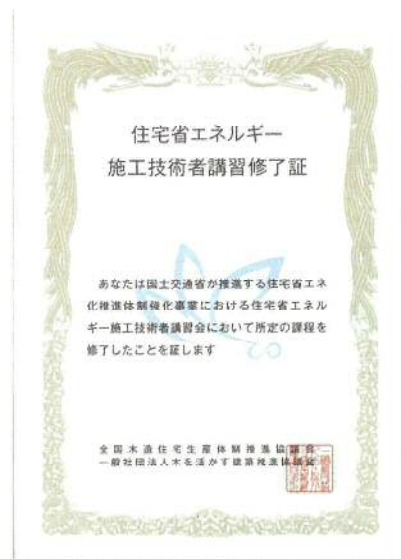 住宅省エネルギー
施工技術者講習修了証
あなたは国土交通省が推進する住宅省エネ
化推進体制強化事業における住宅省エネル
ギー施工技術者講習会において所定の課程を
修了したことを証します
全国木造住宅生産体制推進協議会
一般社団法人木を活かす建築推進協議会